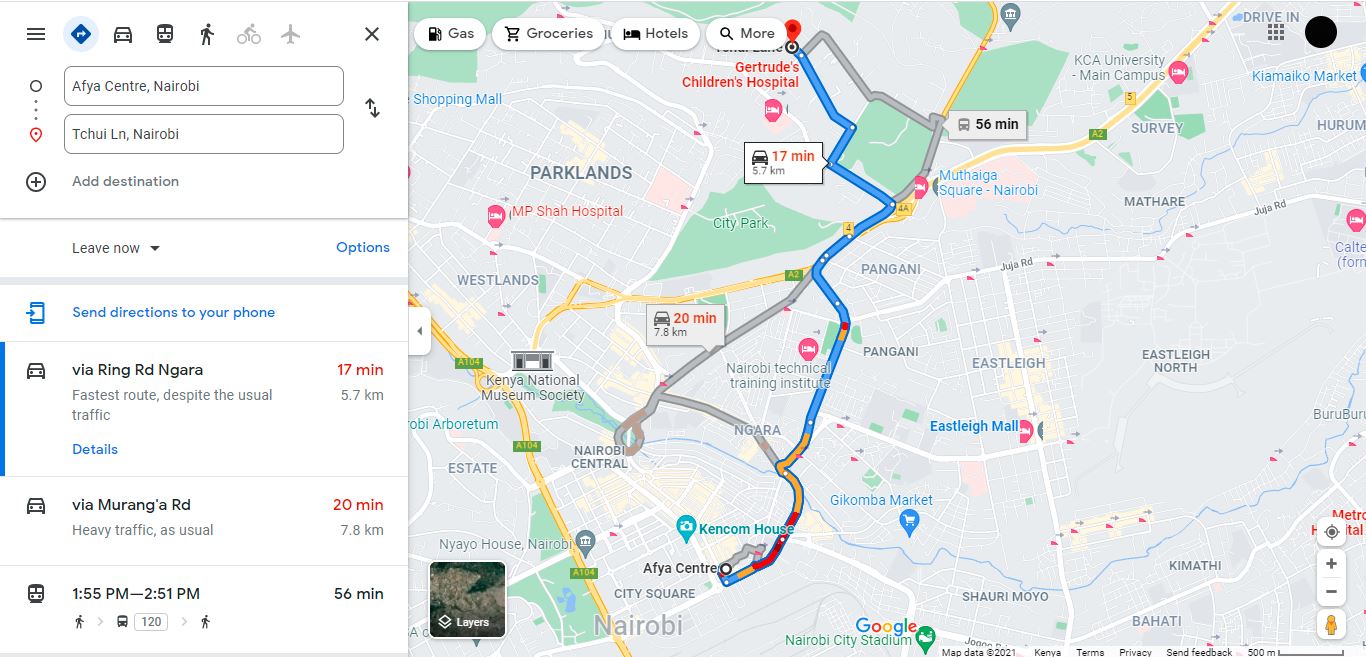 Afya Centre, Nairobi
Tchui Ln, Nairobi
Add destination
Leave now
Options
Send directions to your phone
via Ring Rd Ngara
17 min
Fastest route, despite the usual
traffic
5.7 km
Details
via Murang'a Rd
20 min
Heavy traffic, as usual
7.8 km
1:55 PM—2:51 PM
56 min
120
Gas
Groceries
Hotels
More
DRIVE IN
Gertrude's
Children's Hospital
KCA University
- Main Campus
Kiamaiko Market
Shopping Mall
5
A2
SURVEY
HURUM
56 min
17 min
5.7 km
PARKLANDS
Muthaiga
Square - Nairobi
4A
MATHARE
Juja Rd
MP Shah Hospital
City Park
4
Calte
(form
A2
PANGANI
Juja Rd
WESTLANDS
20 min
7.8 km
A104
PANGANI
EASTLEIGH
EASTLEIGH
NORTH
Nairobi technical
training institute
Kenya National
Museum Society
robi Arboretum
BuruBuru
Eastleigh Mall
NGARA
A104
NAIROBI
CENTRAL
ESTATE
Gikomba Market
Kencom House
Metro
H
ital
Nyayo House, Nairobi
Afya Centre
A104
KIMATHI
CITY SQUARE
SHAURI MOYO
Layers
Nairobi
Google
BAHATI
Nairobi City Stadium
Map data ©2021
Kenya
Terms
Privacy
Send feedback
500 m